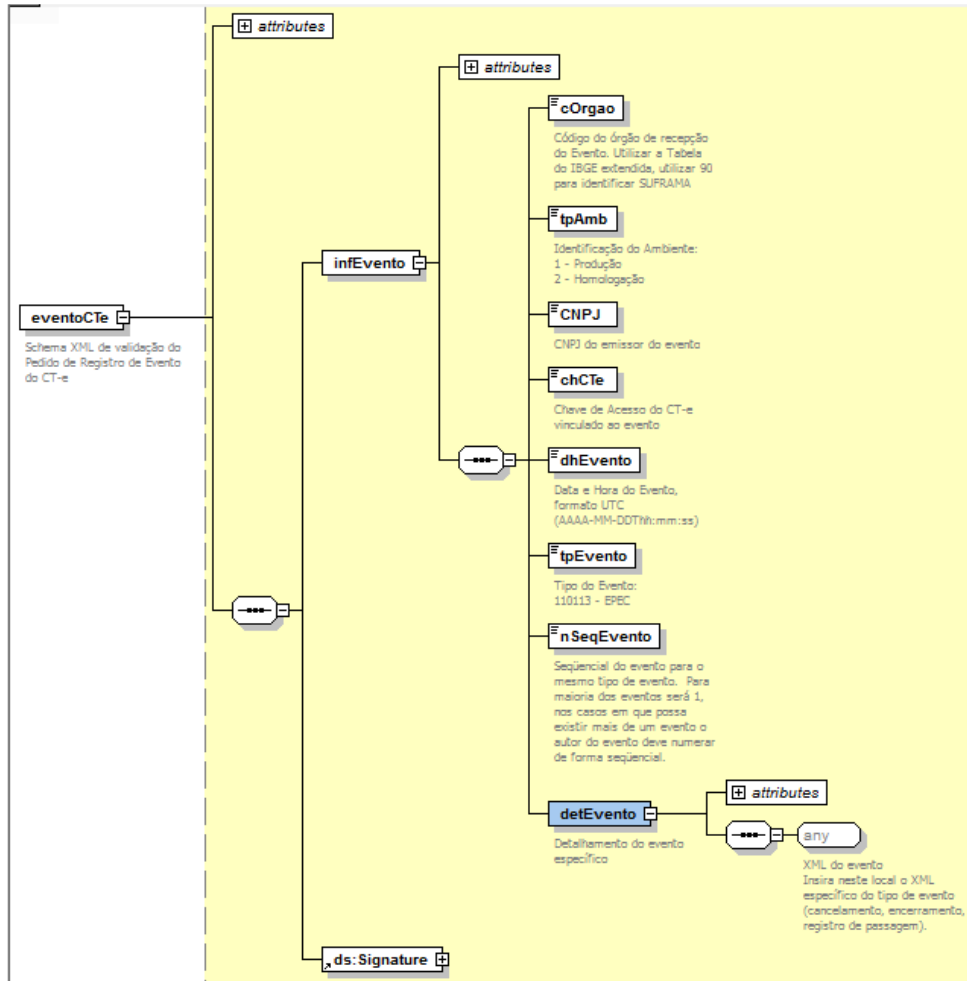 attributes
attributes
cOrgao
Código do órgão de recepção
do Evento. Utilizar a Tabela
do IBGE extendida, utilizar 90
para identificar SUFRAMA
tpAmb
Identificação do Ambiente:
1 - Produção
2 - Homologação
infEvento
CNPJ
CNPJ do emissor do evento
eventoCTe
Schema XML de validação do
Pedido de Registro de Evento
do CT-e
chCTe
Chave de Acesso do CT-e
vinculado ao evento
dhEvento
Data e Hora do Evento,
formato UTC
(AAAA-MM-DDThh:mm:ss)
tpEvento
Tipo do Evento:
110113 - EPEC
nSeqEvento
Seqüencial do evento para o
mesmo tipo de evento.  Para
maioria dos eventos será 1,
nos casos em que possa
existir mais de um evento o
autor do evento deve numerar
de forma seqüencial.
detEvento
Detalhamento do evento
específico
attributes
any
XML do evento
Insira neste local o XML
específico do tipo de evento
(cancelamento, encerramento,
registro de passagem).
ds:Signature